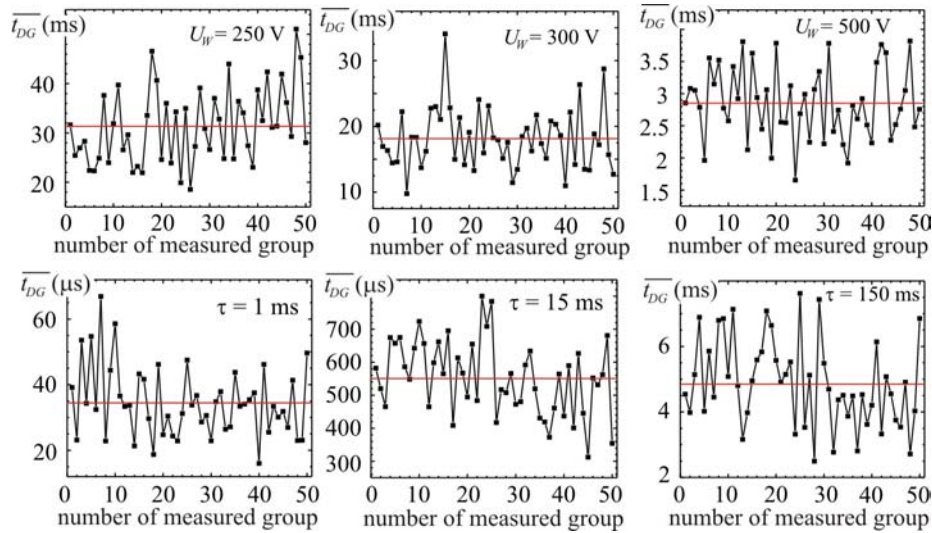 t_DG (ms)
U_W = 250 V
40
30
20
0 10 20 30 40 50
number of measured group
t_DG (ms)
U_W = 300 V
30
20
10
0 10 20 30 40 50
number of measured group
t_DG (ms)
U_W = 500 V
3.5
3
2.5
2
1.5
0 10 20 30 40 50
number of measured group
t_DG (μs)
τ = 1 ms
60
40
20
0 10 20 30 40 50
number of measured group
t_DG (μs)
τ = 15 ms
700
600
500
400
300
0 10 20 30 40 50
number of measured group
t_DG (ms)
τ = 150 ms
6
4
2
0 10 20 30 40 50
number of measured group